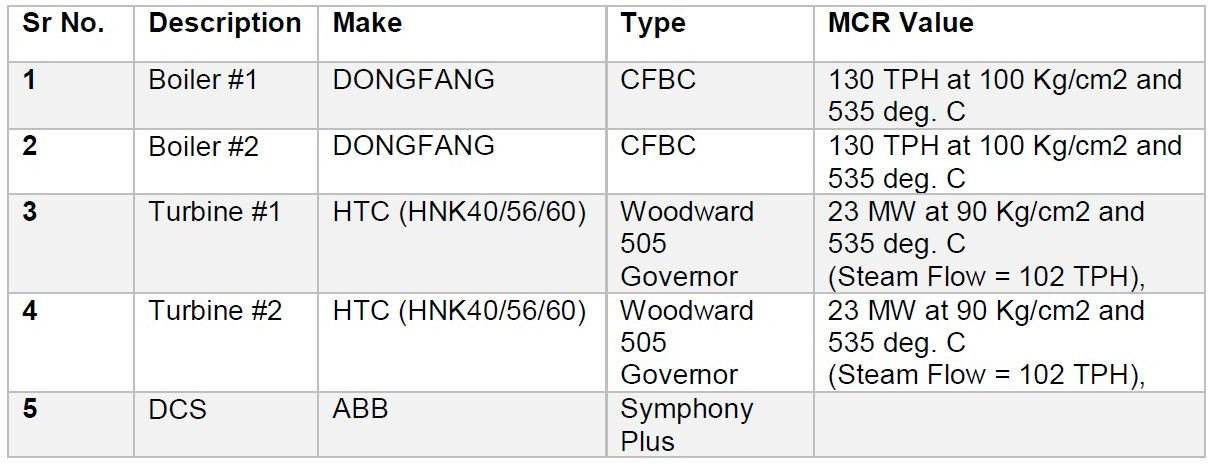 Sr No. Description Make Type MCR Value
1 Boiler #1 DONGFANG CFBC 130 TPH at 100 Kg/cm2 and
535 deg. C
2 Boiler #2 DONGFANG CFBC 130 TPH at 100 Kg/cm2 and
535 deg. C
3 Turbine #1 HTC (HNK40/56/60) Woodward 23 MW at 90 Kg/cm2 and
505 535 deg. C
Governor (Steam Flow = 102 TPH),
4 Turbine #2 HTC (HNK40/56/60) Woodward 23 MW at 90 Kg/cm2 and
505 535 deg. C
Governor (Steam Flow = 102 TPH),
5 DCS ABB Symphony
Plus